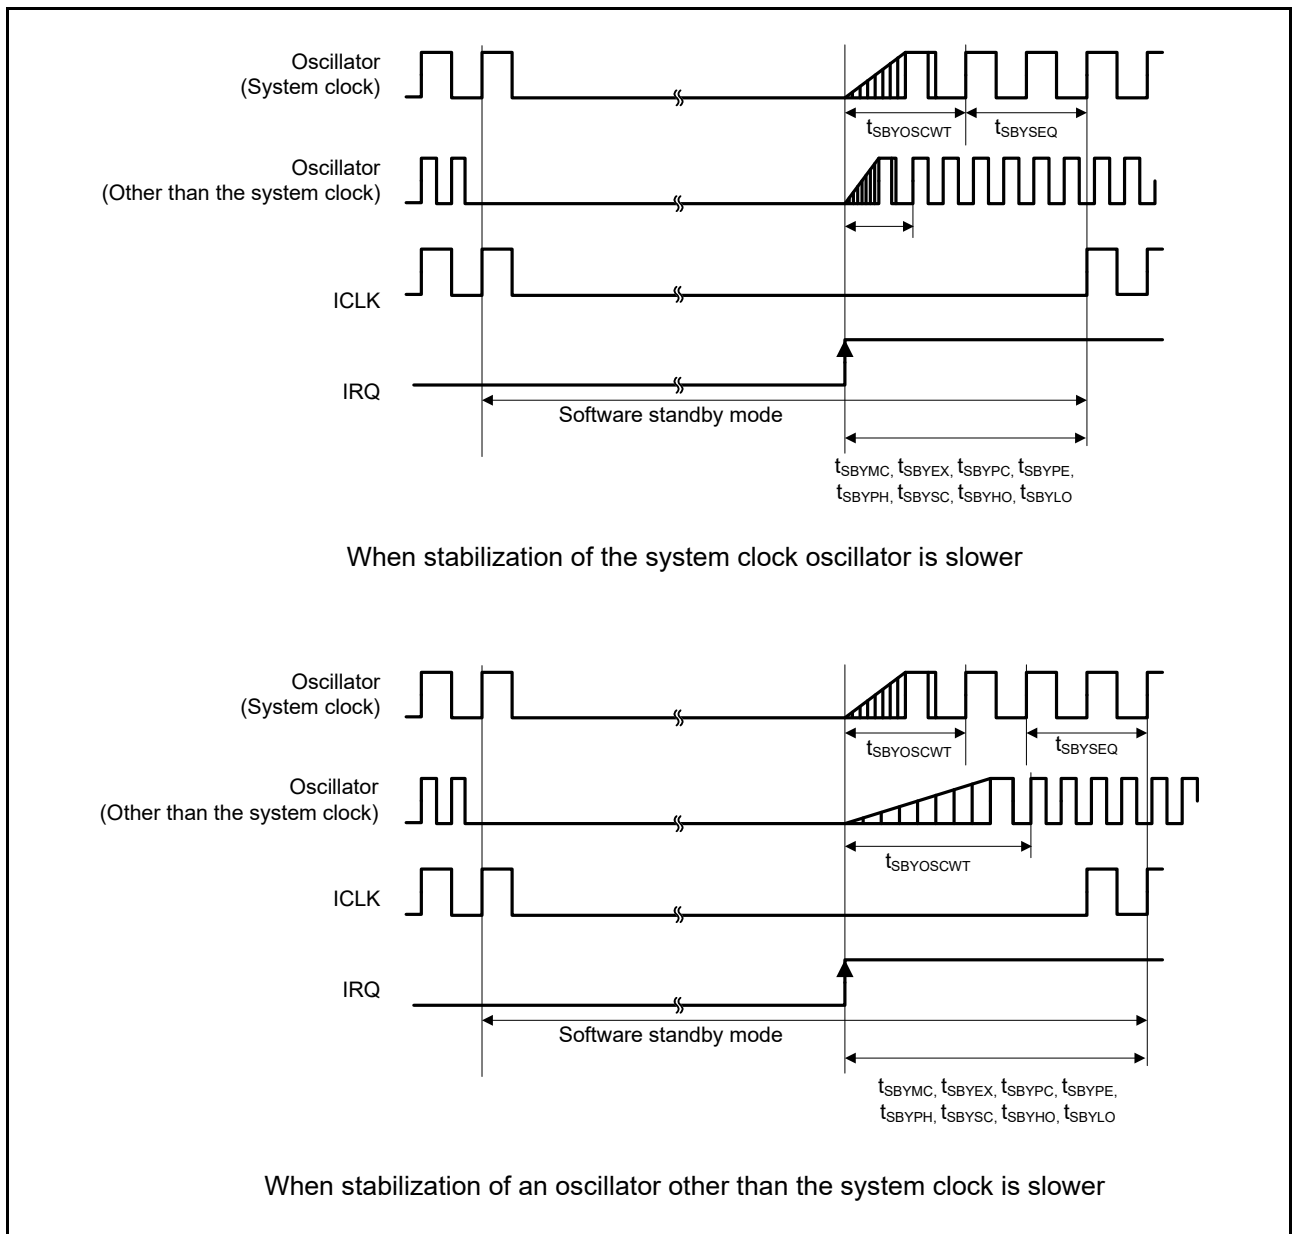 Oscillator
(System clock)
tSBYOSCWT
tSBYSEQ
Oscillator
(Other than the system clock)
ICLK
IRQ
Software standby mode
tSBYMC, tSBYEX, tSBYPC, tSBYPE,
tSBYPH, tSBYSC, tSBYHO, tSBYLO
When stabilization of the system clock oscillator is slower
Oscillator
(System clock)
tSBYOSCWT
tSBYSEQ
Oscillator
(Other than the system clock)
tSBYOSCWT
ICLK
IRQ
Software standby mode
tSBYMC, tSBYEX, tSBYPC, tSBYPE,
tSBYPH, tSBYSC, tSBYHO, tSBYLO
When stabilization of an oscillator other than the system clock is slower